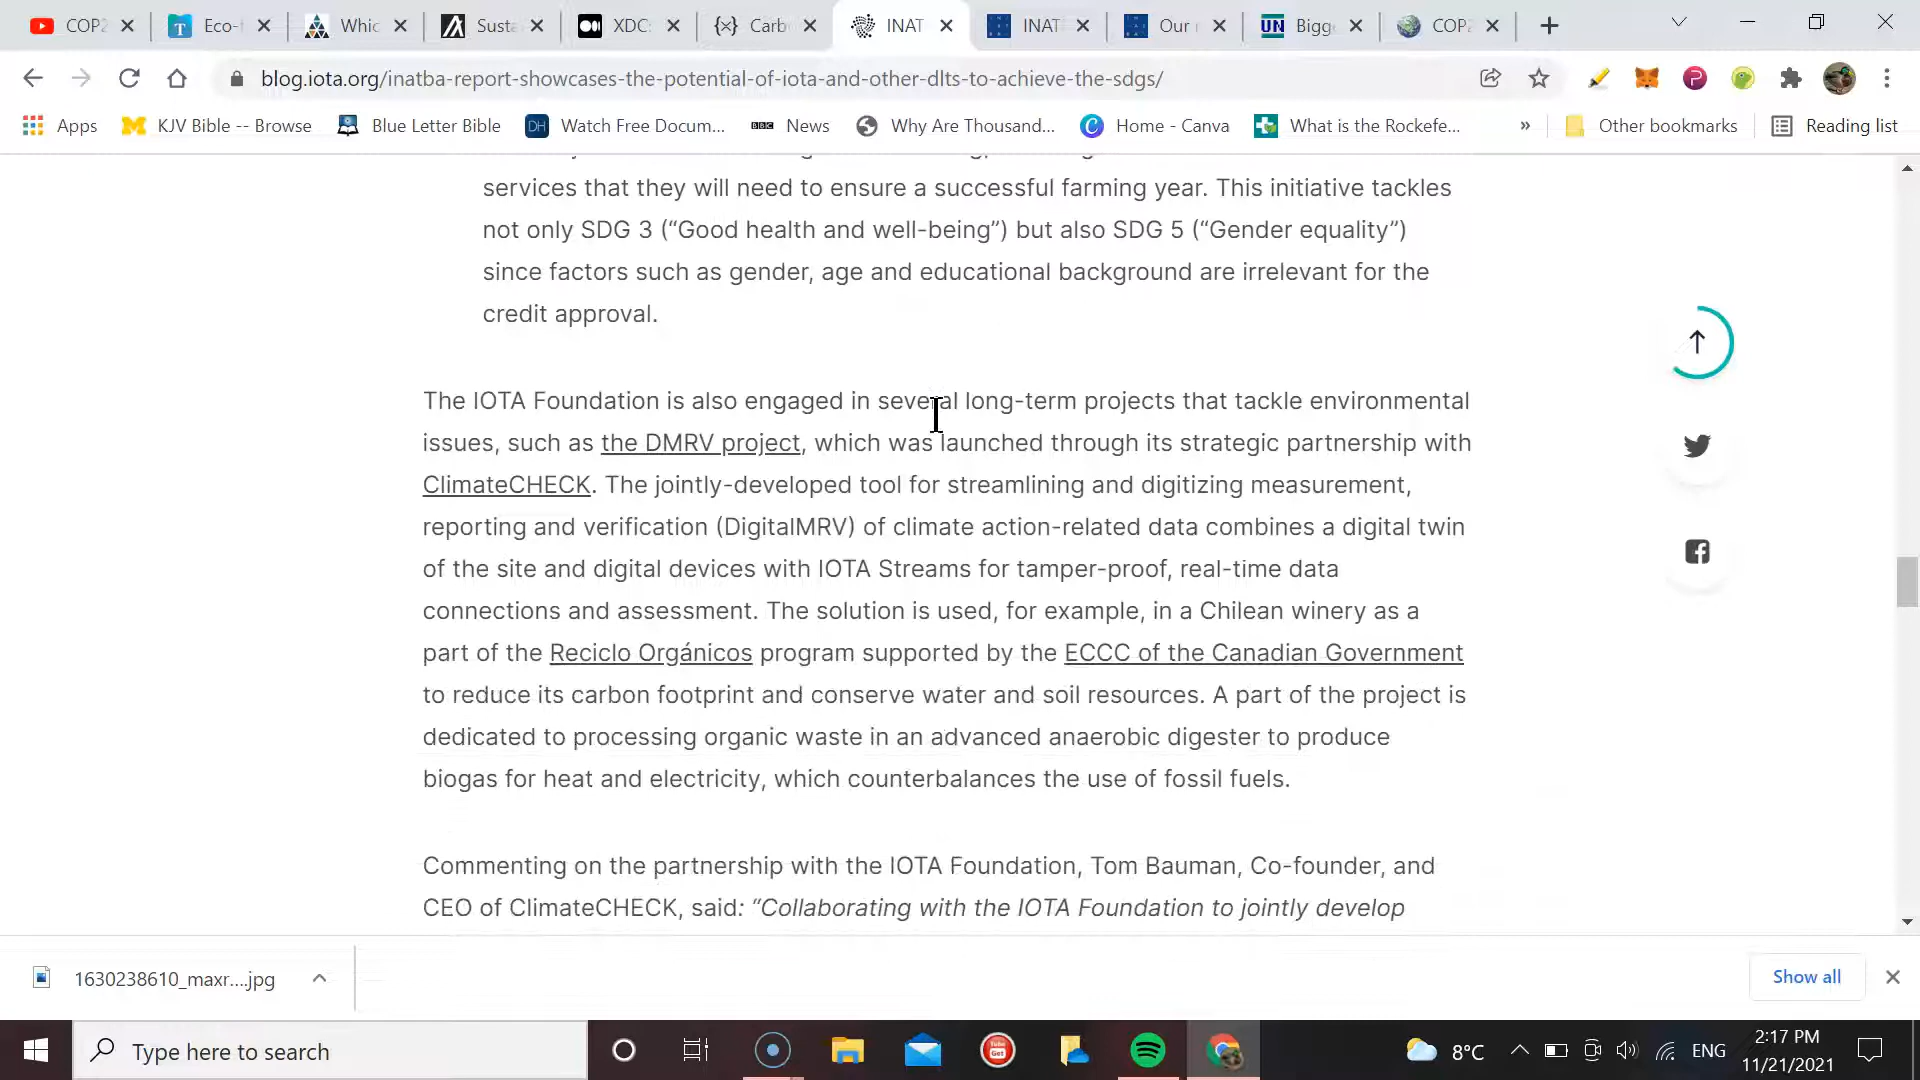 COP2
Eco-
Whic
Susta
XDC:
Carb
INAT
INAT
Our
UN Bigg
COP2
blog.iota.org/inatba-report-showcases-the-potential-of-iota-and-other-dlts-to-achieve-the-sdgs/
Apps
KJV Bible -- Browse
Blue Letter Bible
DH Watch Free Docum...
BBC News
Why Are Thousand...
Home - Canva
What is the Rockefe...
»
Other bookmarks
Reading list
services that they will need to ensure a successful farming year. This initiative tackles
not only SDG 3 (“Good health and well-being”) but also SDG 5 (“Gender equality”)
since factors such as gender, age and educational background are irrelevant for the
credit approval.
The IOTA Foundation is also engaged in several long-term projects that tackle environmental
issues, such as the DMRV project, which was launched through its strategic partnership with
ClimateCHECK. The jointly-developed tool for streamlining and digitizing measurement,
reporting and verification (DigitalMRV) of climate action-related data combines a digital twin
of the site and digital devices with IOTA Streams for tamper-proof, real-time data
connections and assessment. The solution is used, for example, in a Chilean winery as a
part of the Reciclo Orgánicos program supported by the ECCC of the Canadian Government
to reduce its carbon footprint and conserve water and soil resources. A part of the project is
dedicated to processing organic waste in an advanced anaerobic digester to produce
biogas for heat and electricity, which counterbalances the use of fossil fuels.
Commenting on the partnership with the IOTA Foundation, Tom Bauman, Co-founder, and
CEO of ClimateCHECK, said: “Collaborating with the IOTA Foundation to jointly develop
1630238610_maxr....jpg
Show all
Type here to search
8°C
ENG
2:17 PM
11/21/2021